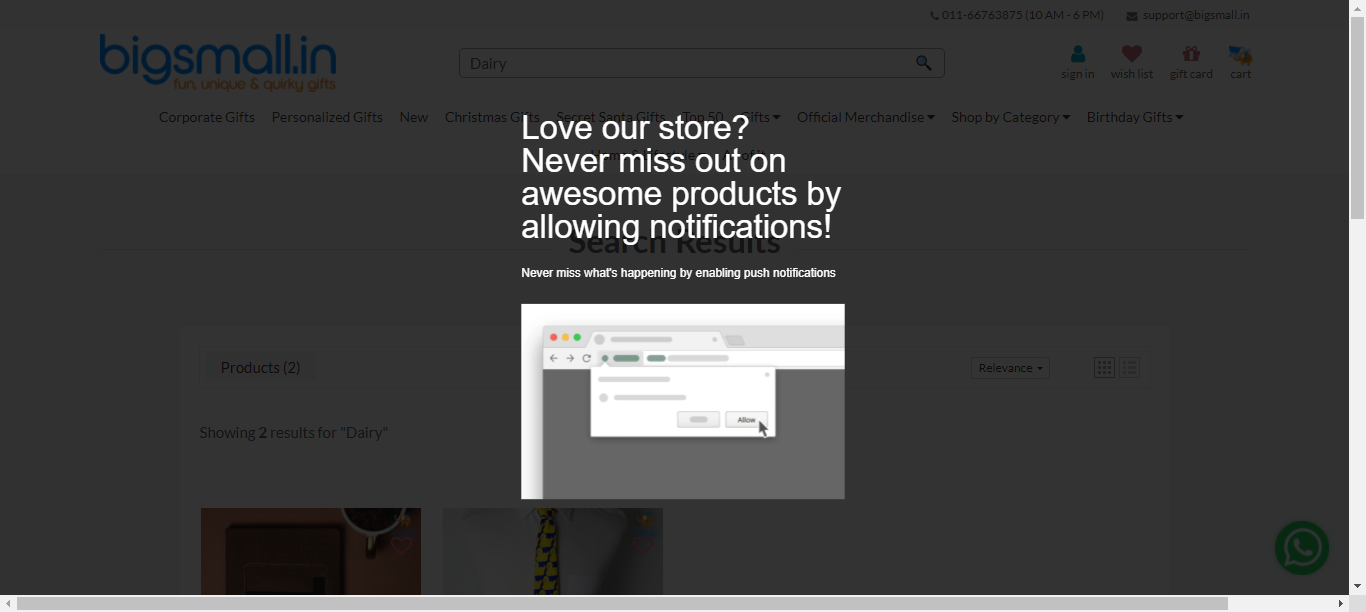 011-66763875 (10 AM - 6 PM) support@bigsmall.in
bigsmall.in
fun, unique & quirky gifts
Dairy
sign in wish list gift card cart
Corporate Gifts Personalized Gifts New Christmas Gifts Secret Santa Gifts Top 50 Gifts Official Merchandise Shop by Category Birthday Gifts
Love our store?
Never miss out on
awesome products by
allowing notifications!
Search Results
Never miss what's happening by enabling push notifications
Allow
Products (2)
Relevance
Showing 2 results for "Dairy"